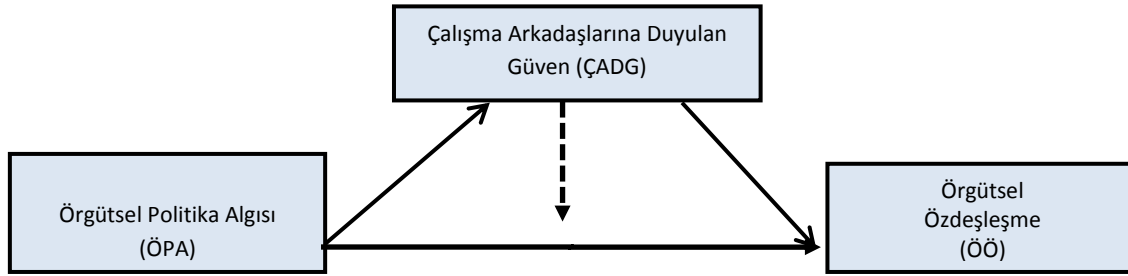 Çalışma Arkadaşlarına Duyulan
Güven (ÇADG)
Örgütsel Politika Algısı
(ÖPA)
Örgütsel
Özdeşleşme
(ÖÖ)